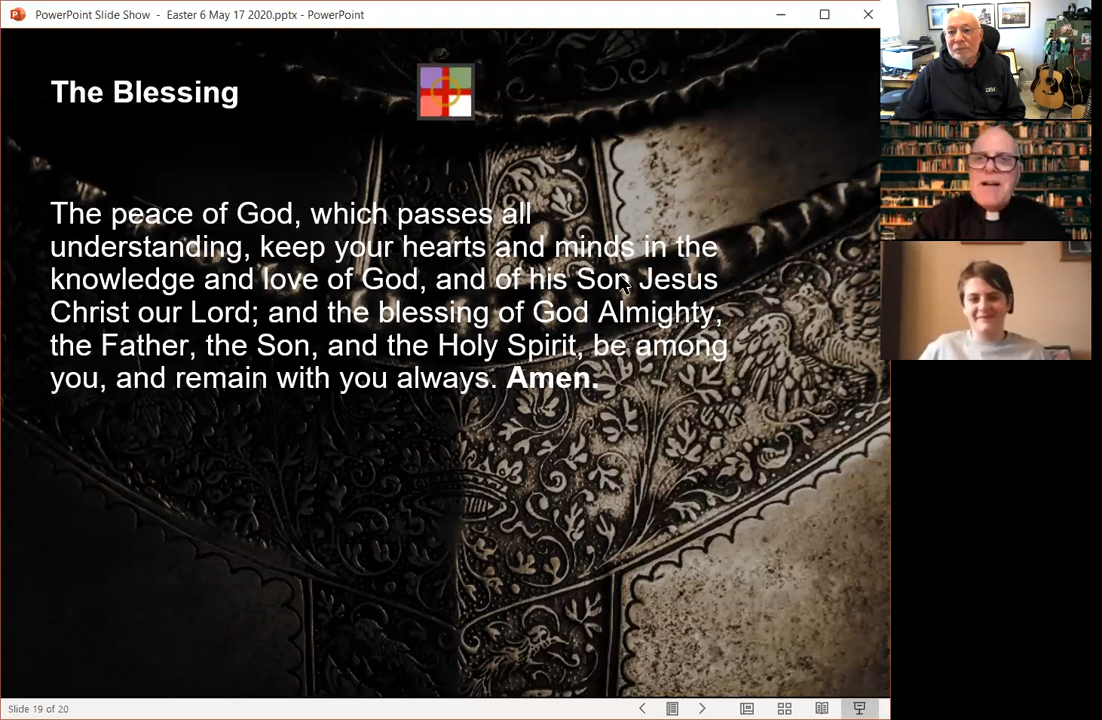 PowerPoint Slide Show - Easter 6 May 17 2020.pptx - PowerPoint
The Blessing
The peace of God, which passes all
understanding, keep your hearts and minds in the
knowledge and love of God, and of his Son Jesus
Christ our Lord; and the blessing of God Almighty,
the Father, the Son, and the Holy Spirit, be among
you, and remain with you always. Amen.
Slide 19 of 20